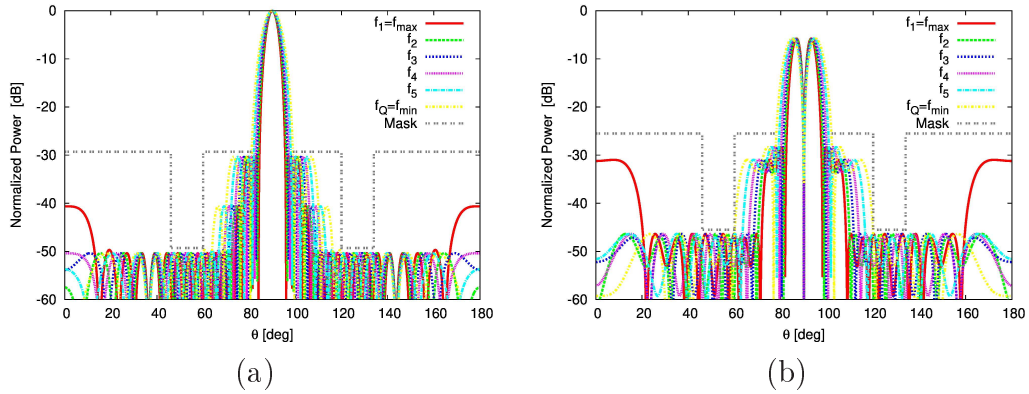 0
-10
-20
-30
-40
-50
-60
0 20 40 60 80 100 120 140 160 180
Normalized Power [dB]
θ [deg]
f1=fmax
f2
f3
f4
f5
fQ=fmin
Mask
(a)
0
-10
-20
-30
-40
-50
-60
0 20 40 60 80 100 120 140 160 180
Normalized Power [dB]
θ [deg]
f1=fmax
f2
f3
f4
f5
fQ=fmin
Mask
(b)